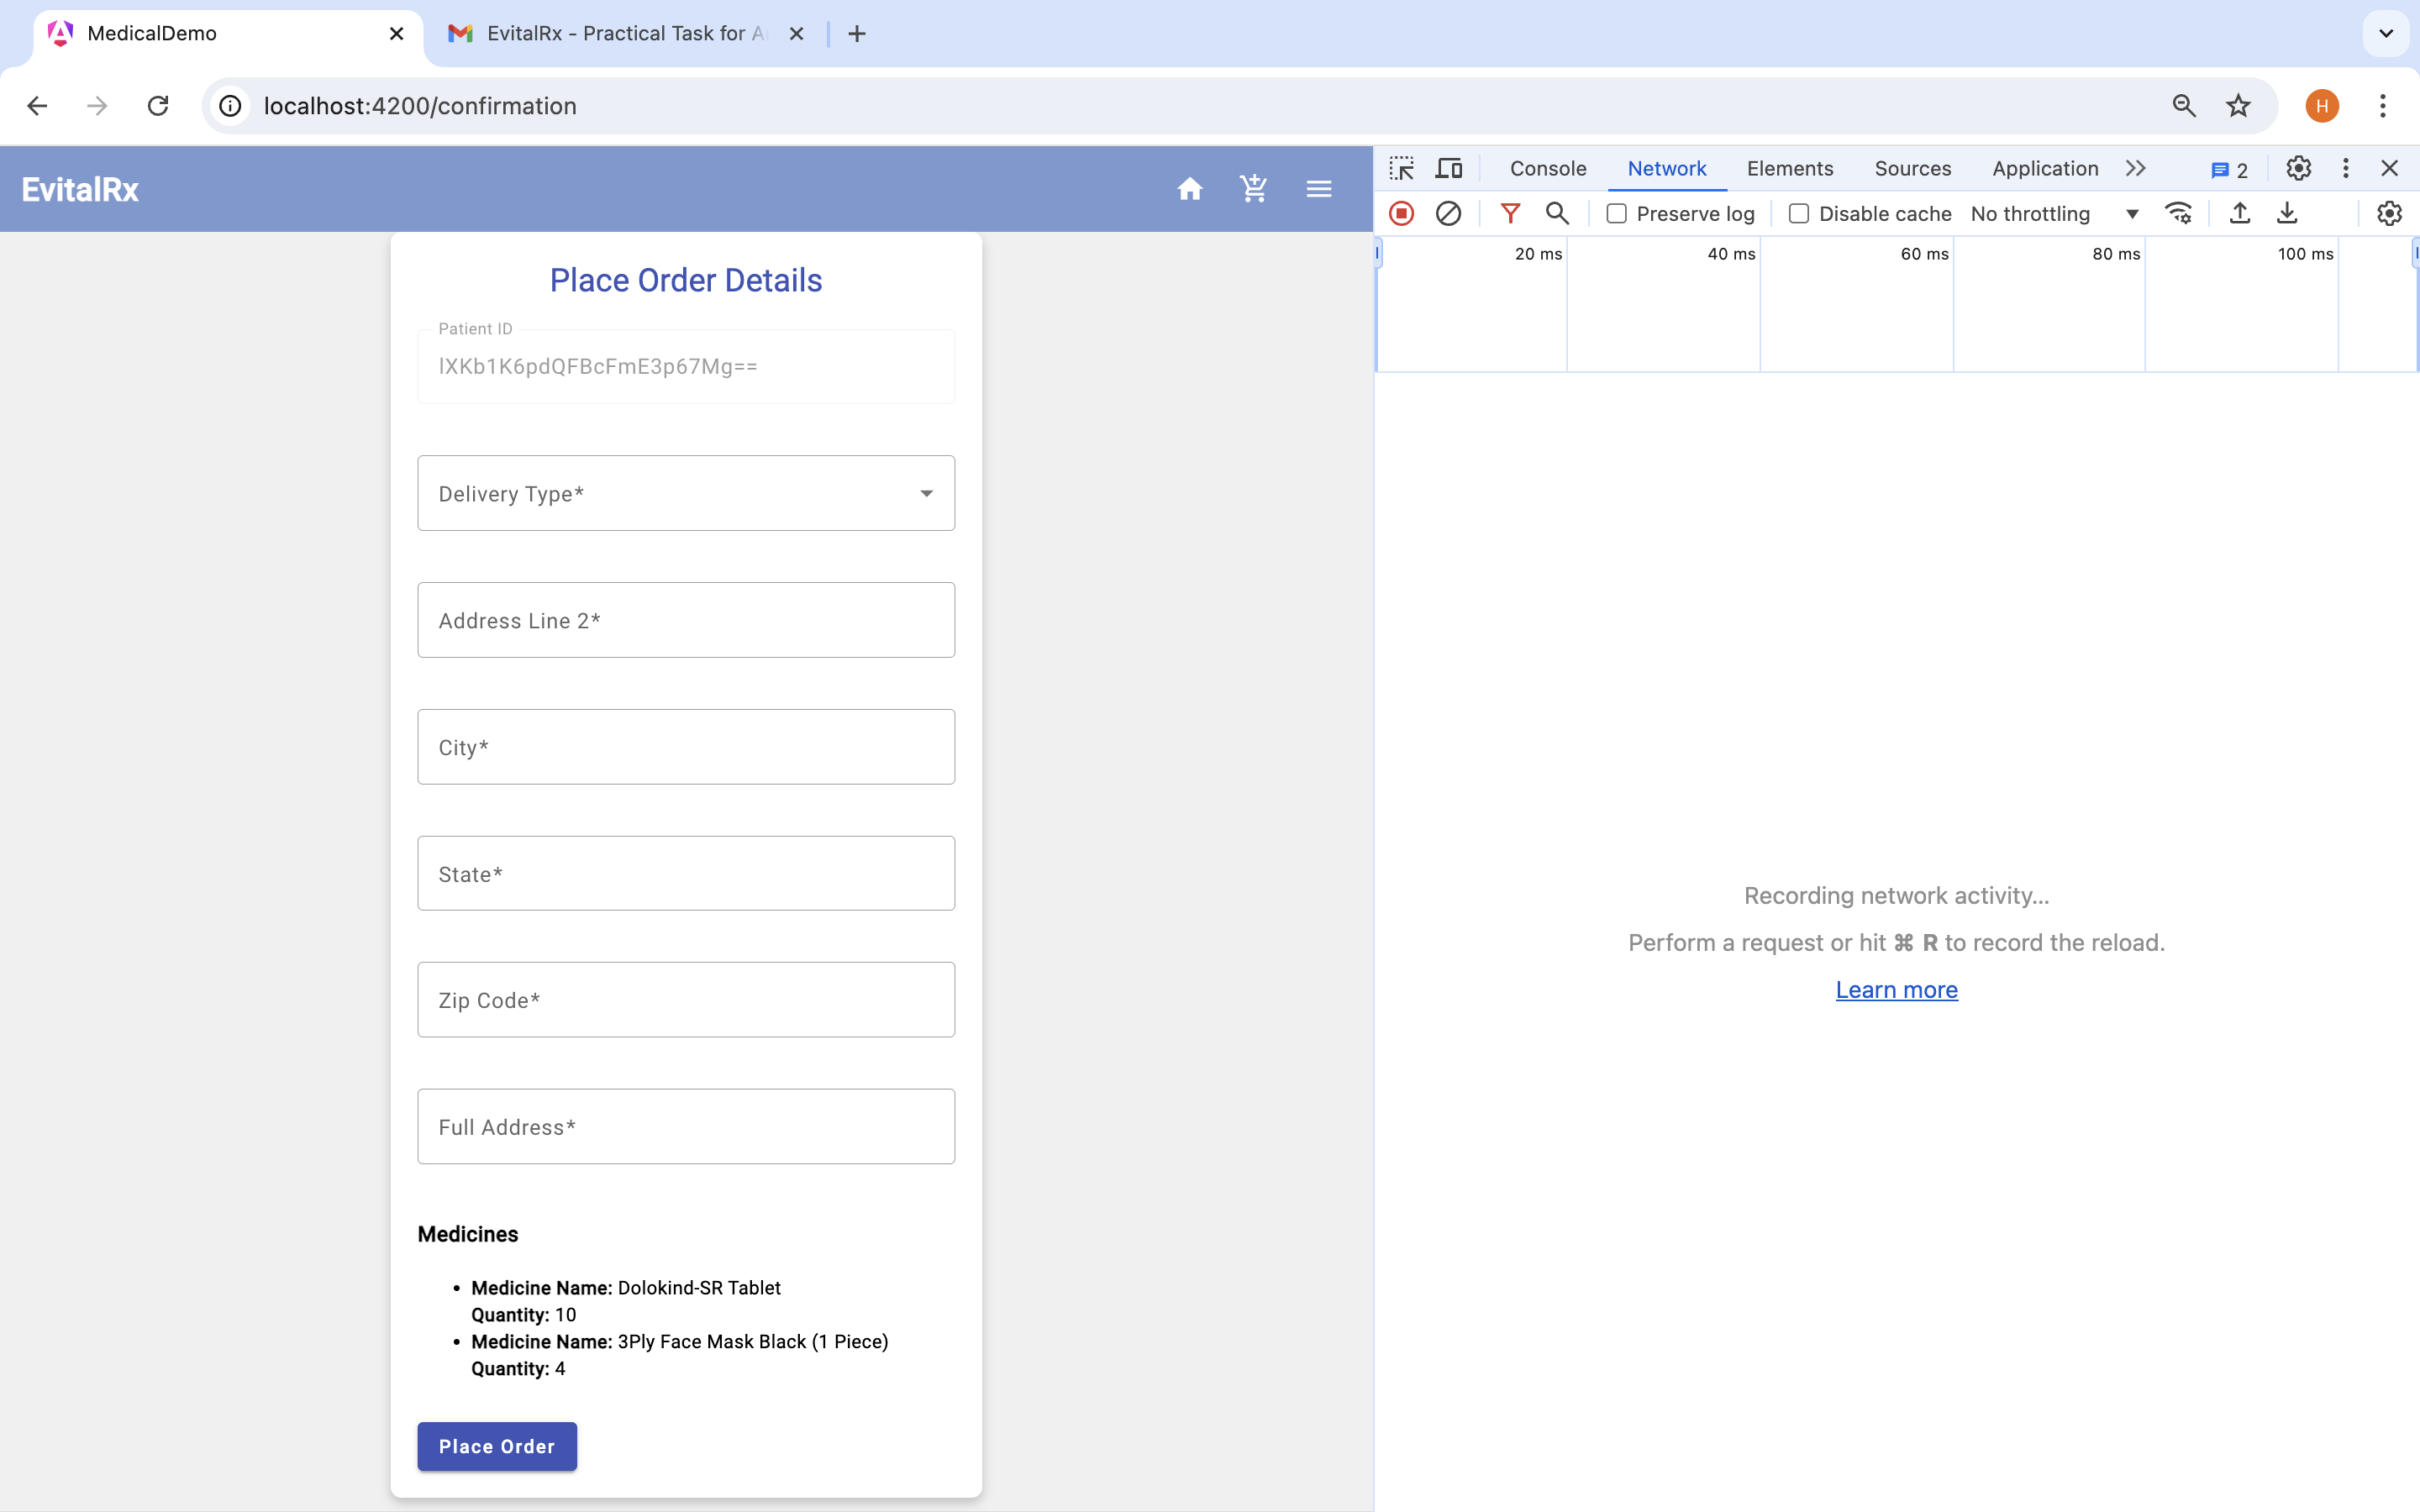 MedicalDemo
EvitalRx - Practical Task for A
localhost:4200/confirmation
H
EvitalRx
Place Order Details
Patient ID
lXKb1K6pdQFBcFmE3p67Mg==
Delivery Type*
Address Line 2*
City*
State*
Zip Code*
Full Address*
Medicines
• Medicine Name: Dolokind-SR Tablet
Quantity: 10
• Medicine Name: 3Ply Face Mask Black (1 Piece)
Quantity: 4
Place Order
Console Network Elements Sources Application 2
Preserve log Disable cache No throttling
20 ms 40 ms 60 ms 80 ms 100 ms
Recording network activity...
Perform a request or hit ⌘ R to record the reload.
Learn more